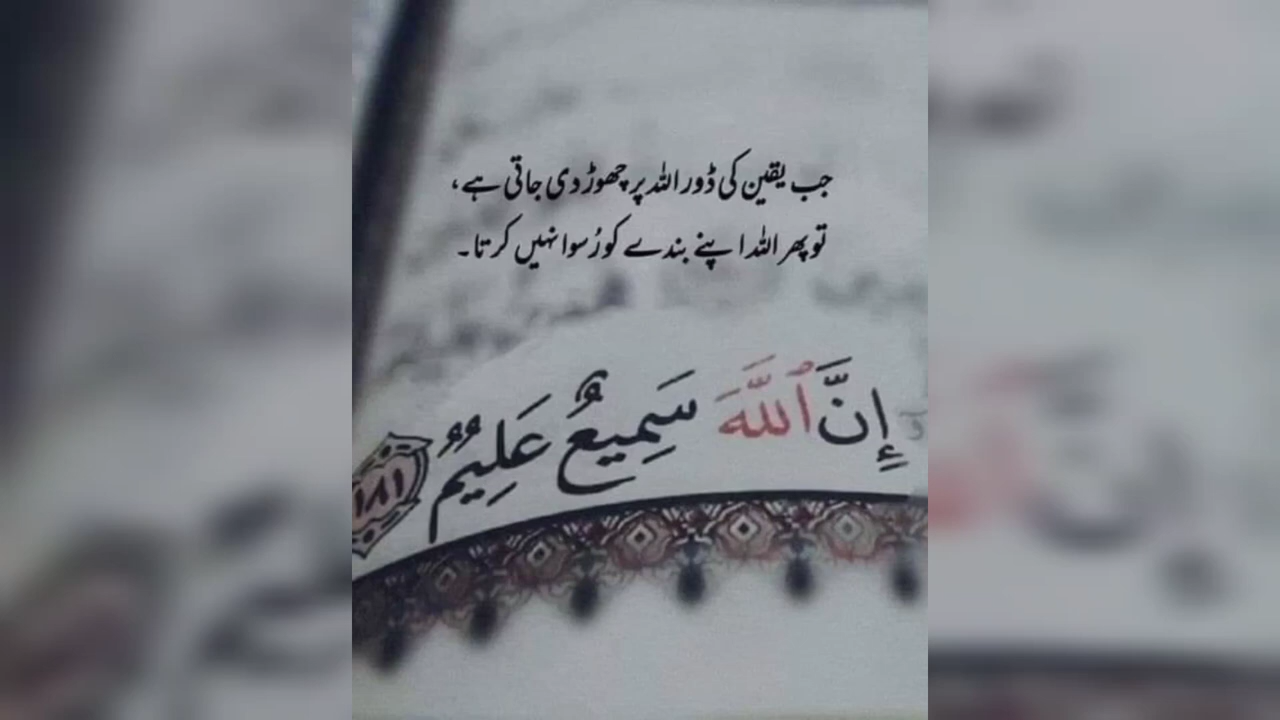 جب یقین کی ڈور اللہ پر چھوڑ دی جاتی ہے،
تو پھر اللہ اپنے بندے کو رُسوا نہیں کرتا۔
إِنَّ ٱللَّهَ سَمِيعٌ عَلِيمٌ ١٨١